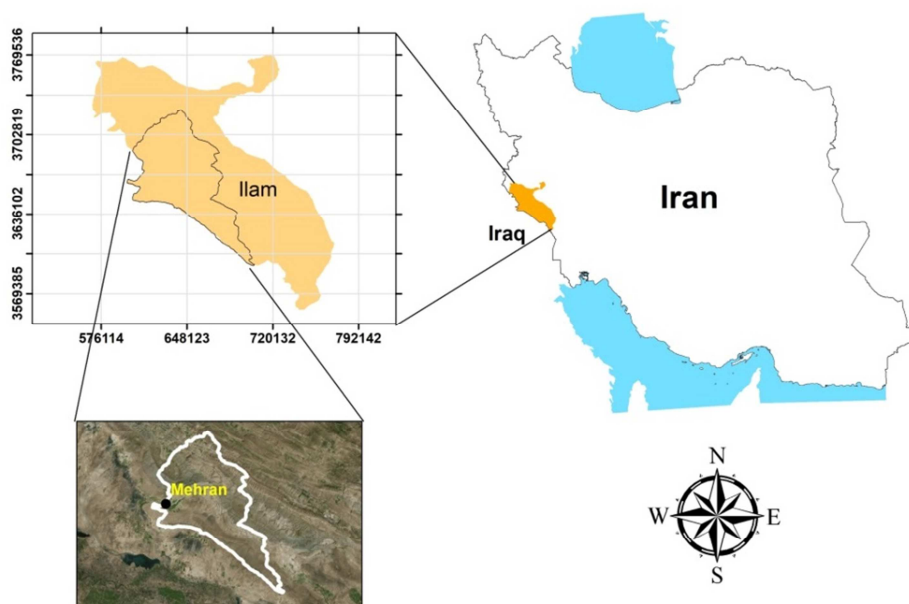 3769536
3702819
3636102
3569385
576114
648123
720132
792142
Ilam
Iran
Iraq
Mehran
N
W
E
S